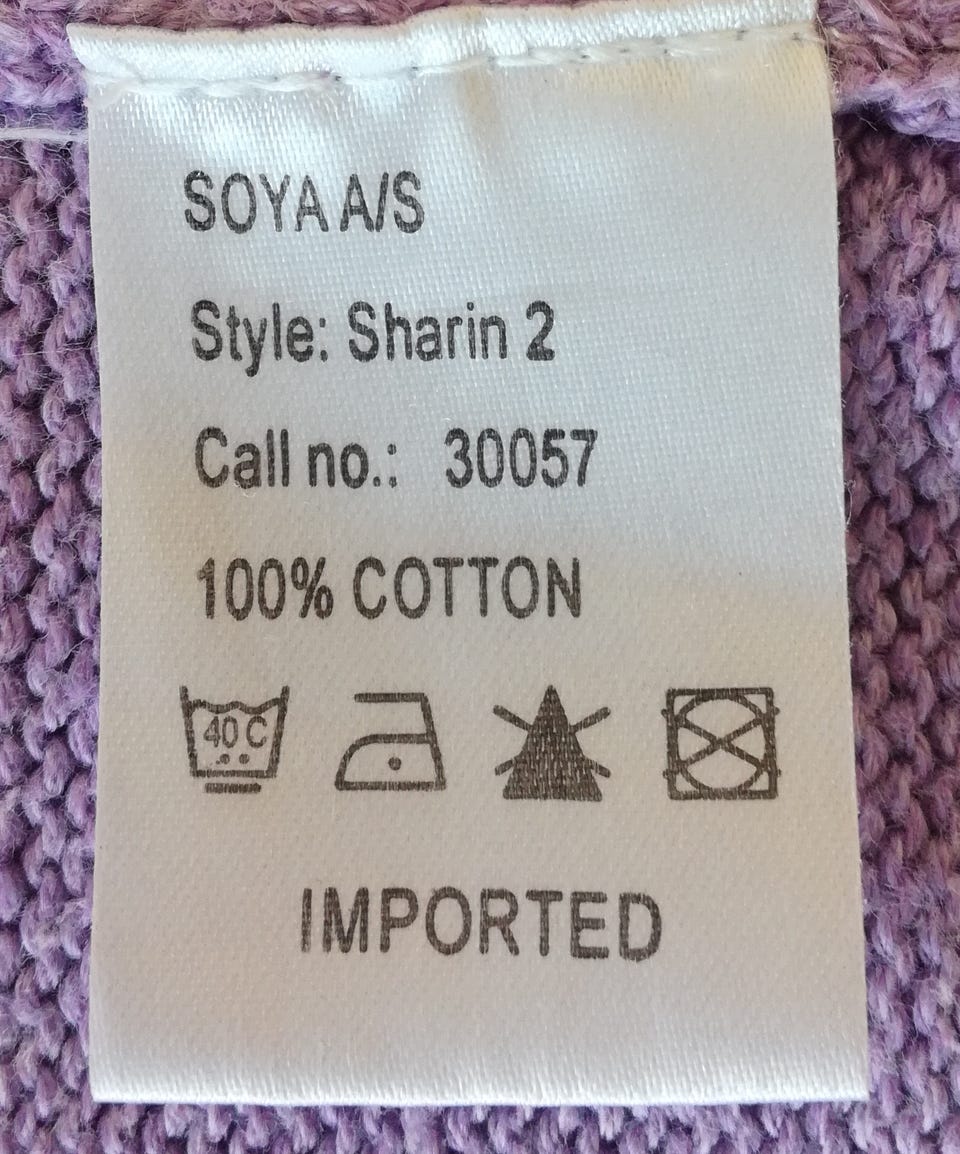 SOYA A/S
Style: Sharin 2
Call no.: 30057
100% COTTON
40 C
IMPORTED